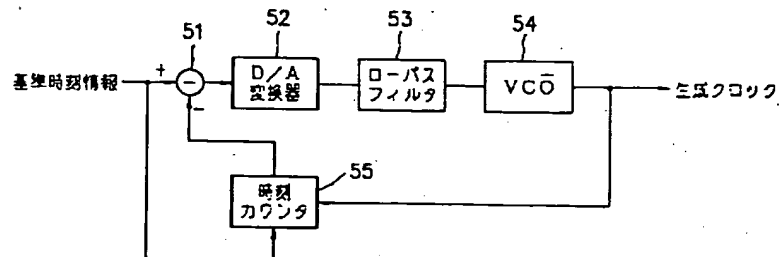 51
52
53
54
基準時刻情報
+
−
−
D/A
変換器
ローパス
フィルタ
VCO
生成クロック
時刻
カウンタ
55